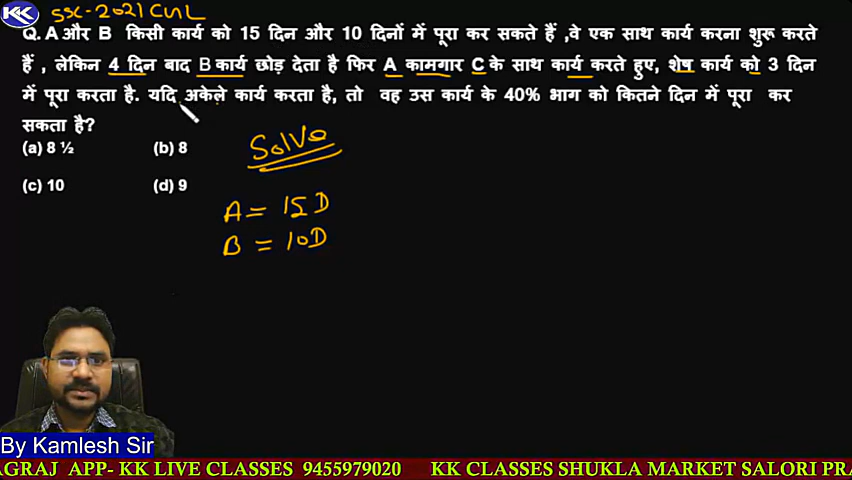 KK SSC-2021 CGL
Q. A और B किसी कार्य को 15 दिन और 10 दिनों में पूरा कर सकते हैं ,वे एक साथ कार्य करना शुरू करते
हैं , लेकिन 4 दिन बाद B कार्य छोड़ देता है फिर A कामगार C के साथ कार्य करते हुए, शेष कार्य को 3 दिन
में पूरा करता है. यदि अकेले कार्य करता है, तो वह उस कार्य के 40% भाग को कितने दिन में पूरा कर
सकता है?
(a) 8 ½ (b) 8
(c) 10 (d) 9
Solve
A = 15D
B = 10D
By Kamlesh Sir
AGRAJ APP- KK LIVE CLASSES 9455979020 KK CLASSES SHUKLA MARKET SALORI PRA